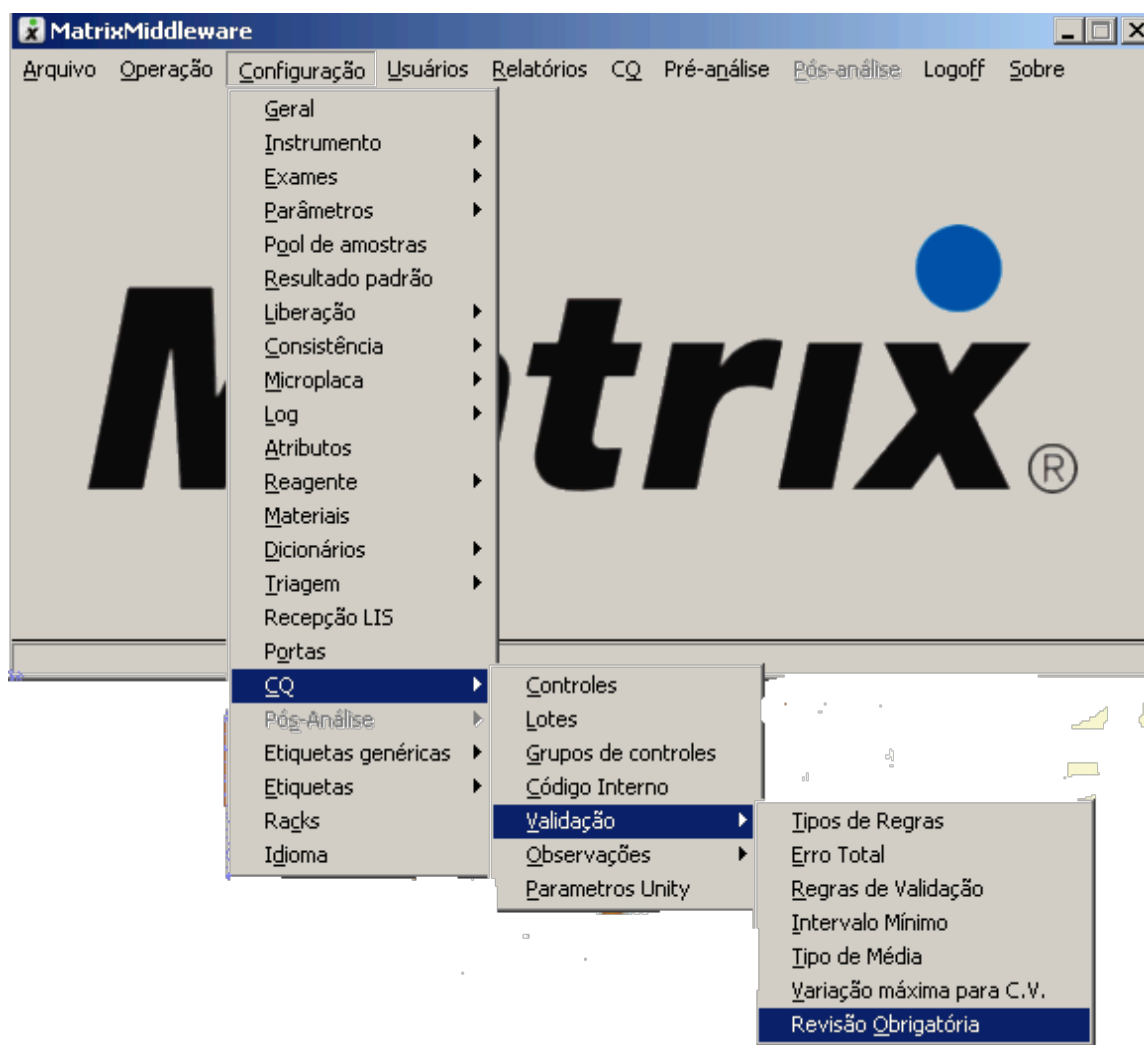 MatrixMiddleware
Arquivo Operação Configuração Usuários Relatórios CQ Pré-análise Pós-análise Logoff Sobre
Geral
Instrumento
Exames
Parâmetros
Pool de amostras
Resultado padrão
Liberação
Consistência
Microplaca
Log
Atributos
Reagente
Materiais
Dicionários
Triagem
Recepção LIS
Portas
CQ
Pós-Análise
Etiquetas genéricas
Etiquetas
Racks
Idioma
Controles
Lotes
Grupos de controles
Código Interno
Validação
Observações
Parametros Unity
Tipos de Regras
Erro Total
Regras de Validação
Intervalo Mínimo
Tipo de Média
Variação máxima para C.V.
Revisão Obrigatória
Matrix®